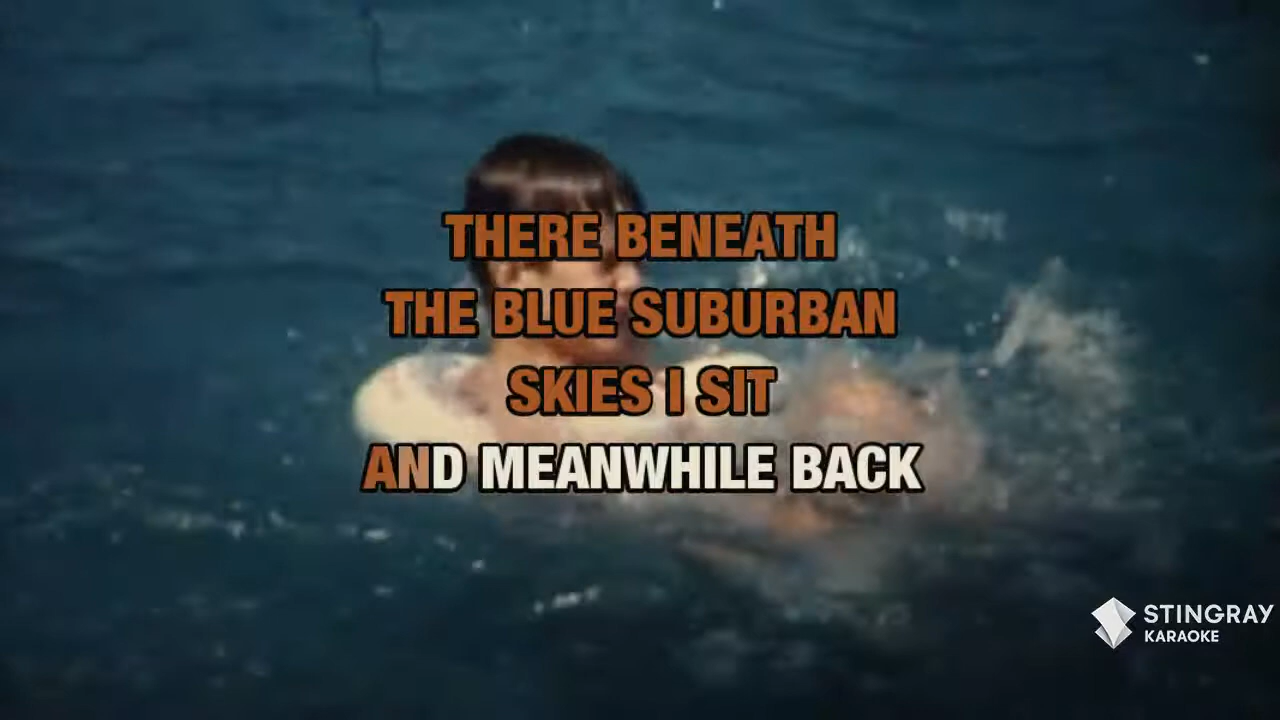 THERE BENEATH
THE BLUE SUBURBAN
SKIES I SIT
AND MEANWHILE BACK
STINGRAY
KARAOKE